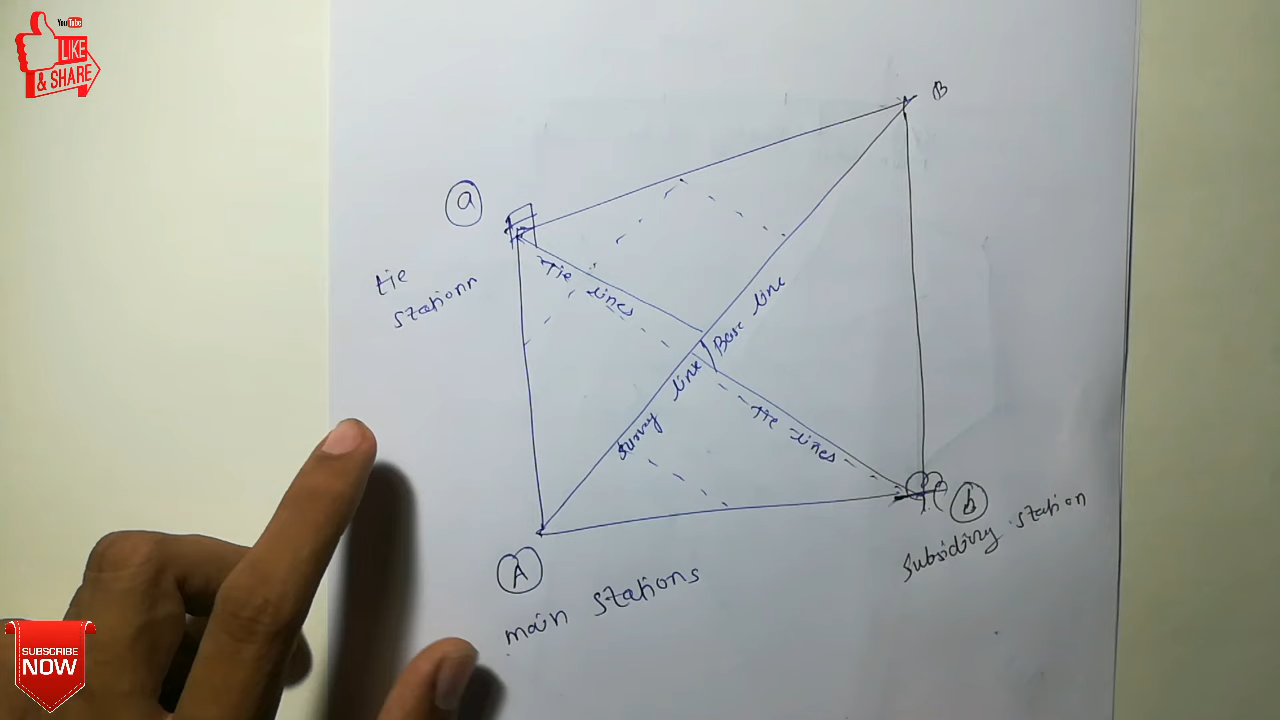 YouTube
LIKE
& SHARE
B
a
tie
stationn
Tie lines
Base line
Survey line
Tie lines
b
Subsidiry station
A
main stations
SUBSCRIBE
NOW